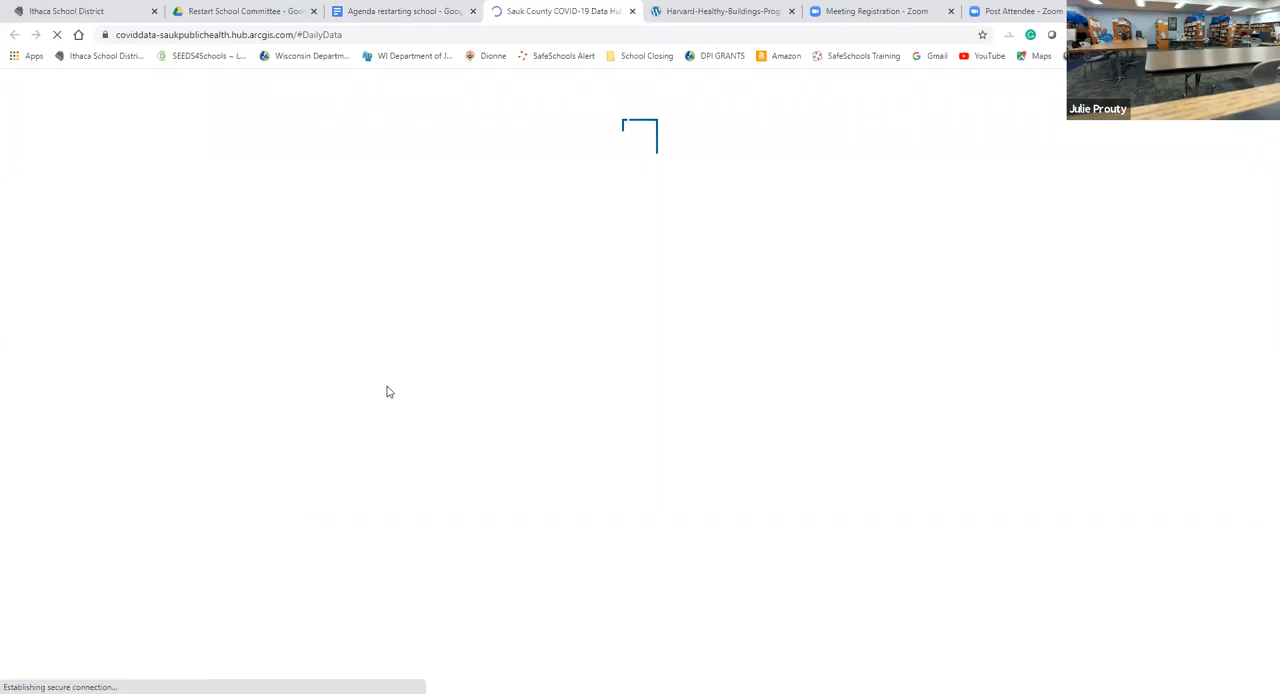 Ithaca School District
Restart School Committee - Goo
Agenda restarting school - Goog
Sauk County COVID-19 Data Hu
Harvard-Healthy-Buildings-Prog
Meeting Registration - Zoom
Post Attendee - Zoom
coviddata-saukpublichealth.hub.arcgis.com/#DailyData
Apps
Ithaca School Distri...
SEEDS4Schools ~ L...
Wisconsin Departm...
WI Department of J...
Dionne
SafeSchools Alert
School Closing
DPI GRANTS
Amazon
SafeSchools Training
Gmail
YouTube
Maps
Julie Prouty
Establishing secure connection...